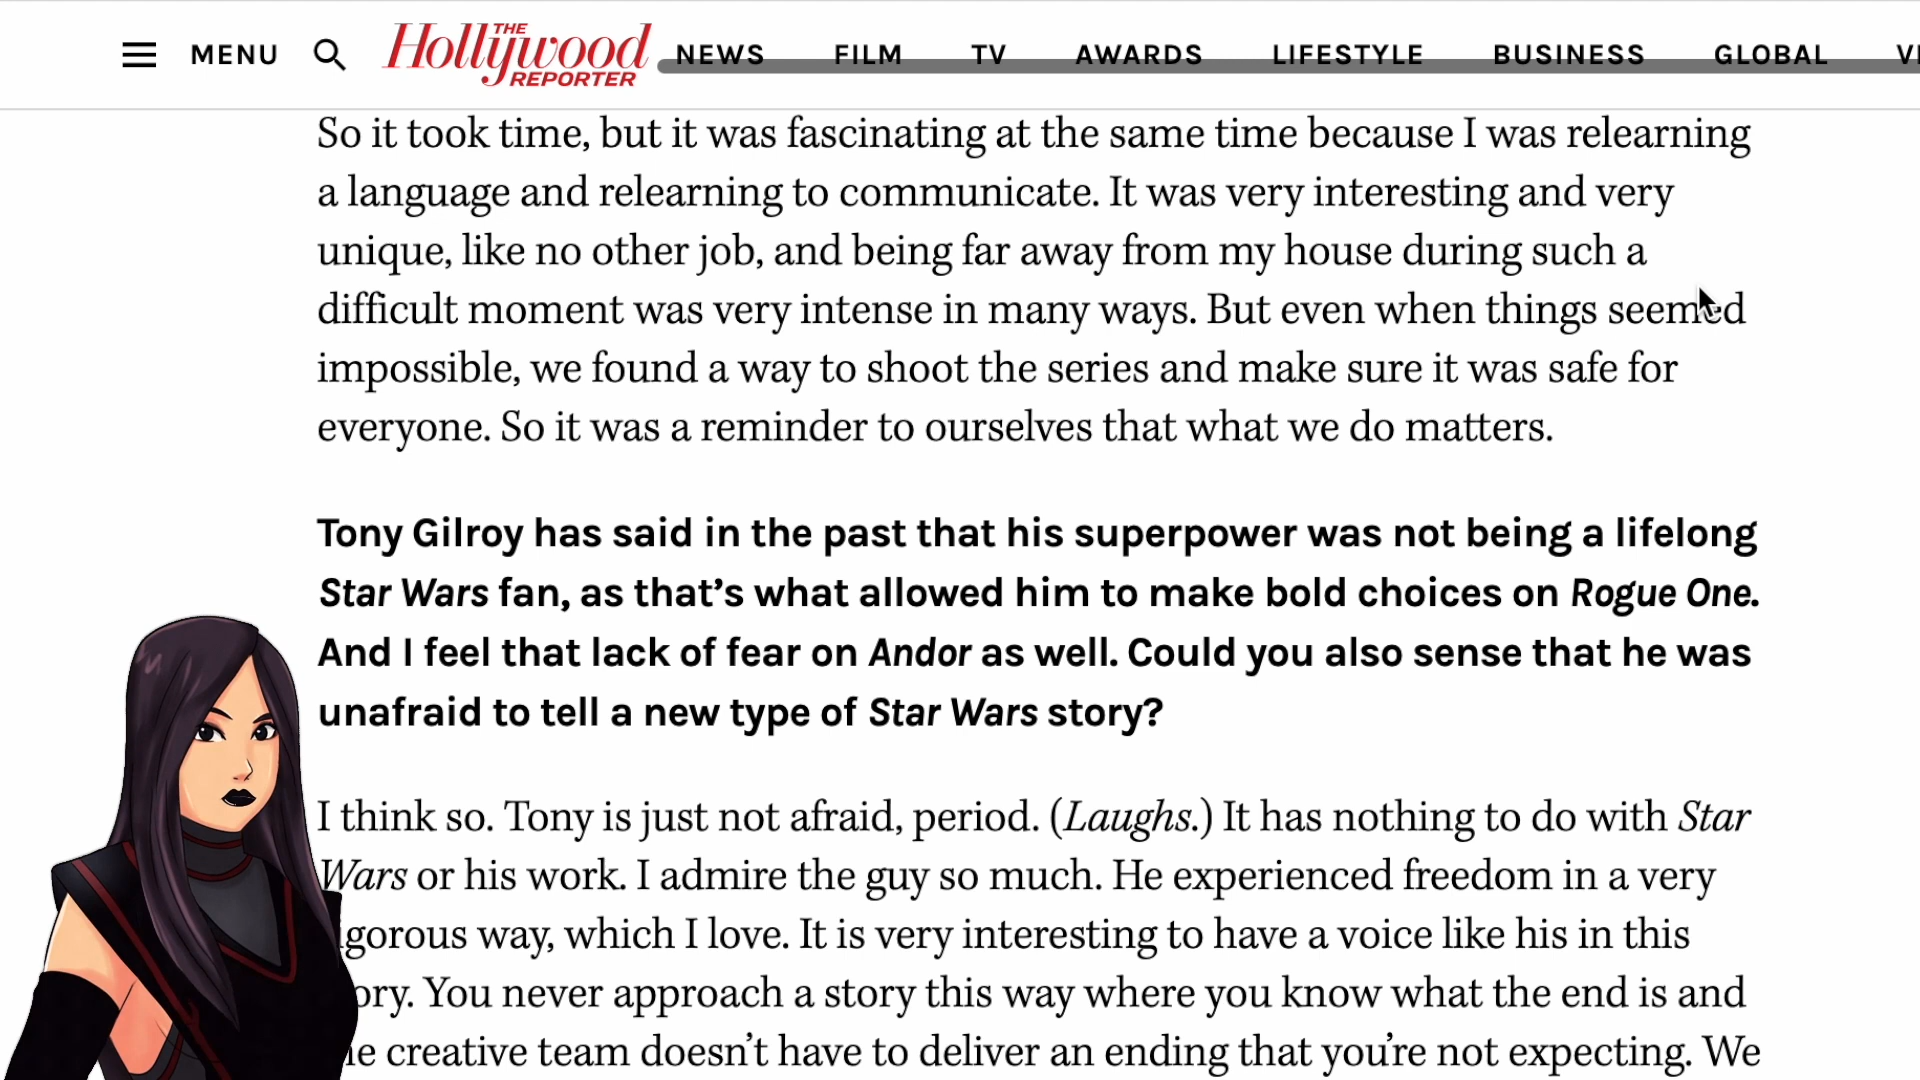 MENU
THE
Hollywood
REPORTER
NEWS FILM TV AWARDS LIFESTYLE BUSINESS GLOBAL
So it took time, but it was fascinating at the same time because I was relearning
a language and relearning to communicate. It was very interesting and very
unique, like no other job, and being far away from my house during such a
difficult moment was very intense in many ways. But even when things seemed
impossible, we found a way to shoot the series and make sure it was safe for
everyone. So it was a reminder to ourselves that what we do matters.
Tony Gilroy has said in the past that his superpower was not being a lifelong
Star Wars fan, as that’s what allowed him to make bold choices on Rogue One.
And I feel that lack of fear on Andor as well. Could you also sense that he was
unafraid to tell a new type of Star Wars story?
I think so. Tony is just not afraid, period. (Laughs.) It has nothing to do with Star
Wars or his work. I admire the guy so much. He experienced freedom in a very
way, which I love. It is very interesting to have a voice like his in this
You never approach a story this way where you know what the end is and
creative team doesn’t have to deliver an ending that you’re not expecting. We